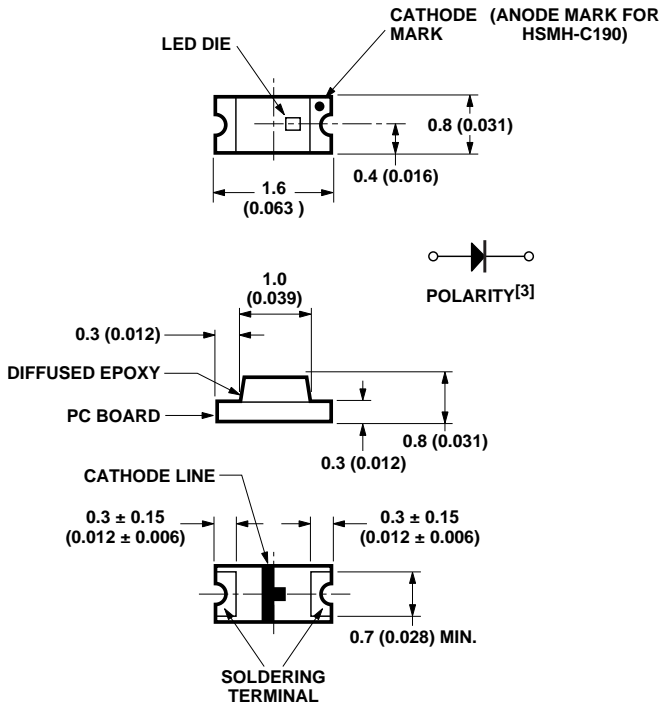 CATHODE (ANODE MARK FOR
MARK HSMH-C190)
LED DIE
0.8 (0.031)
0.4 (0.016)
1.6
(0.063 )
POLARITY[3]
1.0
(0.039)
0.3 (0.012)
DIFFUSED EPOXY
PC BOARD
0.8 (0.031)
0.3 (0.012)
CATHODE LINE
0.3 ± 0.15
(0.012 ± 0.006)
0.3 ± 0.15
(0.012 ± 0.006)
0.7 (0.028) MIN.
SOLDERING
TERMINAL